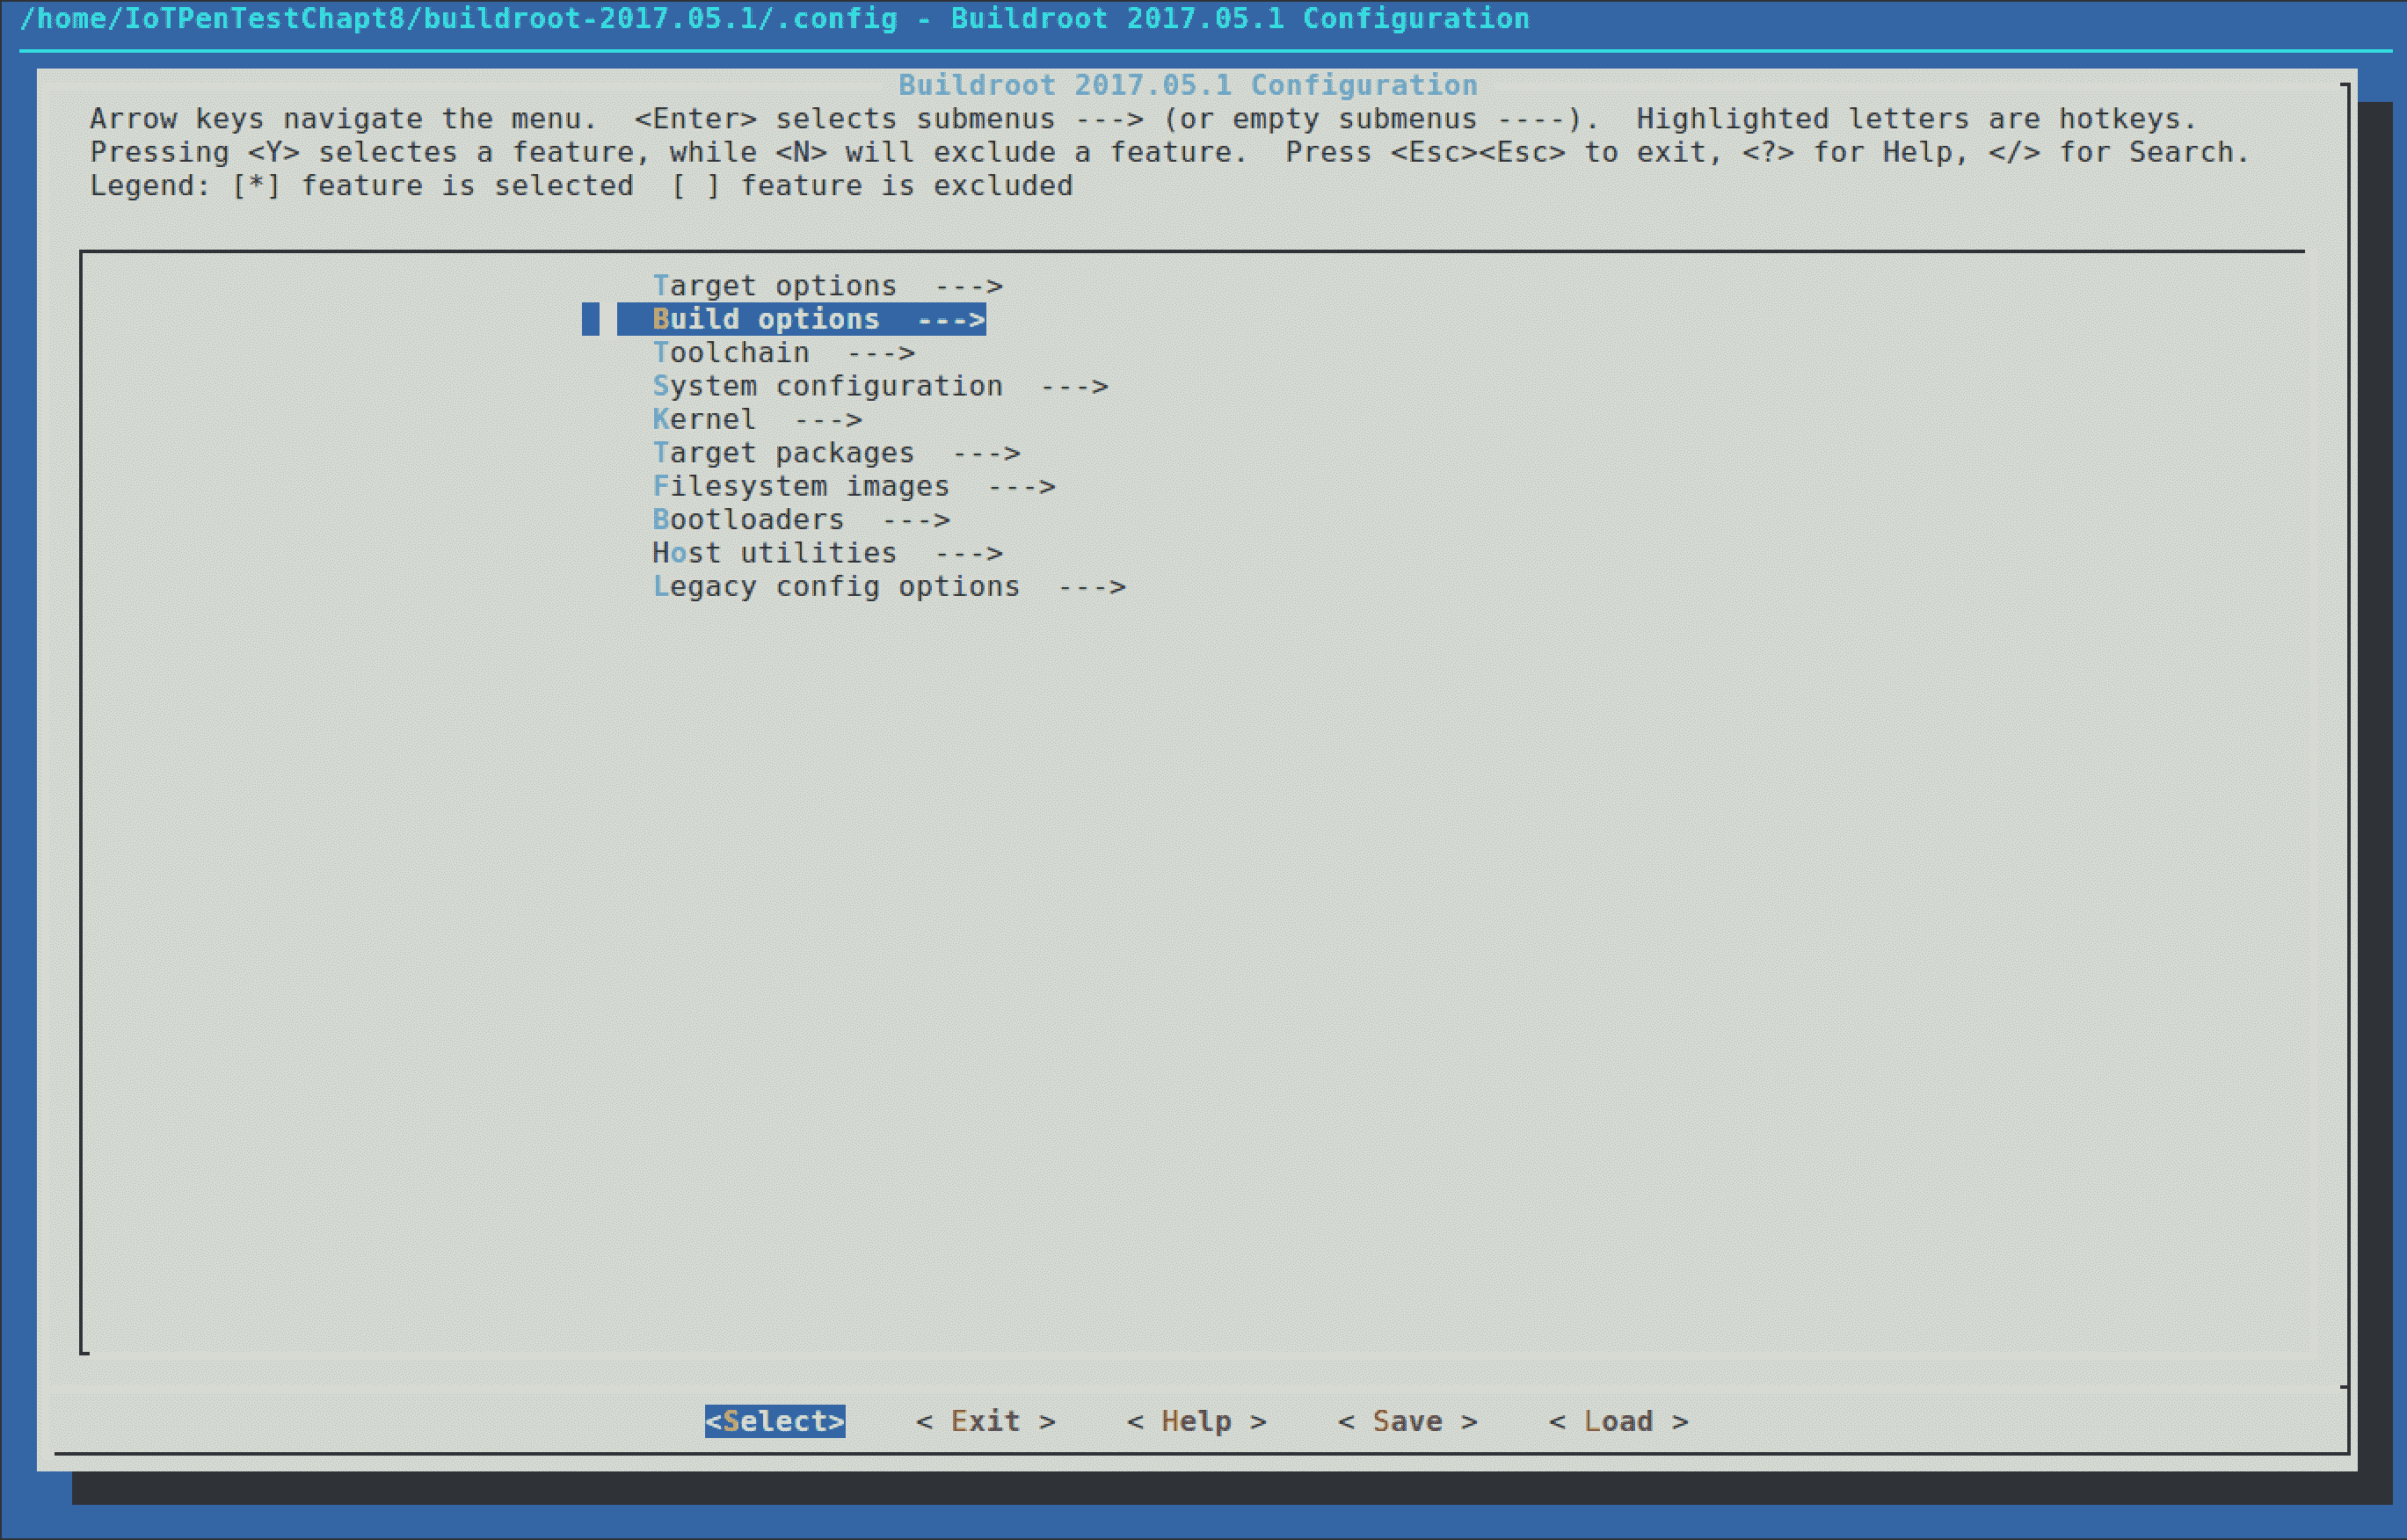 /home/IoTPenTestChapt8/buildroot-2017.05.1/.config - Buildroot 2017.05.1 Configuration
Buildroot 2017.05.1 Configuration
Arrow keys navigate the menu.  <Enter> selects submenus ---> (or empty submenus ----).  Highlighted letters are hotkeys.
Pressing <Y> selectes a feature, while <N> will exclude a feature.  Press <Esc><Esc> to exit, <?> for Help, </> for Search.
Legend: [*] feature is selected  [ ] feature is excluded
Target options  --->
Build options  --->
Toolchain  --->
System configuration  --->
Kernel  --->
Target packages  --->
Filesystem images  --->
Bootloaders  --->
Host utilities  --->
Legacy config options  --->
<Select>    < Exit >    < Help >    < Save >    < Load >